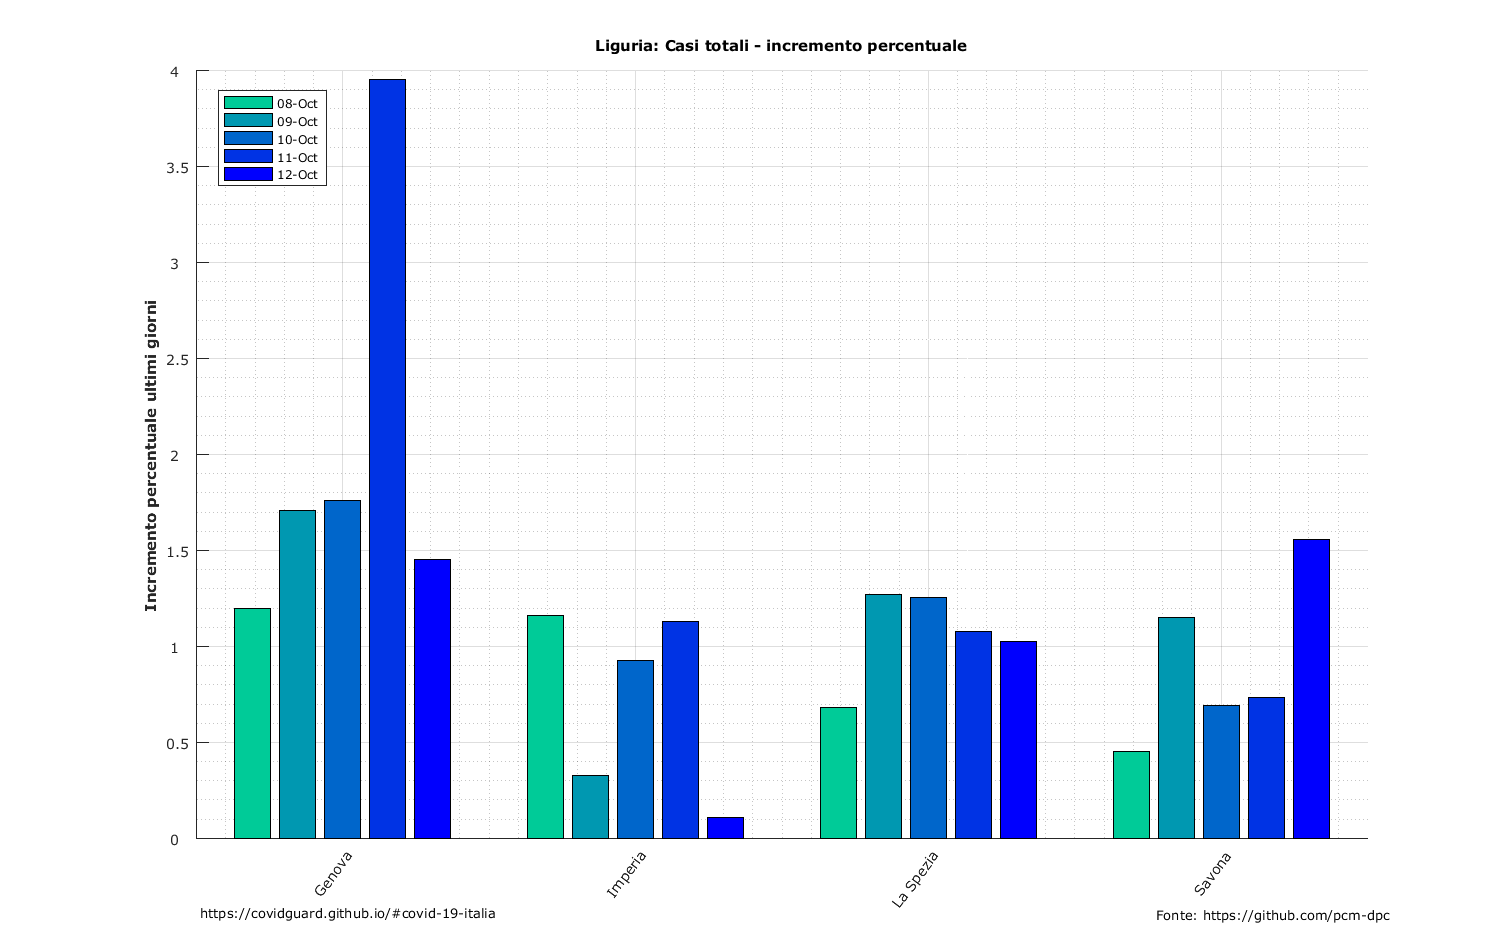 Liguria: Casi totali - incremento percentuale
4
3.5
3
2.5
2
1.5
1
0.5
0
Incremento percentuale ultimi giorni
08-Oct
09-Oct
10-Oct
11-Oct
12-Oct
Genova
Imperia
La Spezia
Savona
https://covidguard.github.io/#covid-19-italia
Fonte: https://github.com/pcm-dpc